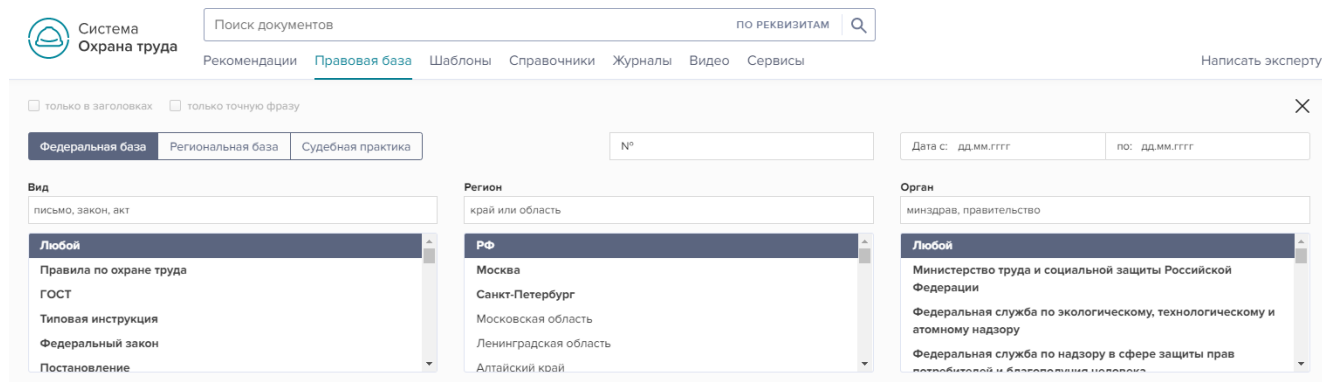 Система
Охрана труда
Поиск документов
ПО РЕКВИЗИТАМ
Рекомендации Правовая база Шаблоны Справочники Журналы Видео Сервисы
Написать эксперту
только в заголовках только точную фразу
Федеральная база Региональная база Судебная практика
№
Дата с: дд.мм.гггг по: дд.мм.гггг
Вид
письмо, закон, акт
Любой
Правила по охране труда
ГОСТ
Типовая инструкция
Федеральный закон
Постановление
Регион
край или область
РФ
Москва
Санкт-Петербург
Московская область
Ленинградская область
Алтайский край
Орган
минздрав, правительство
Любой
Министерство труда и социальной защиты Российской
Федерации
Федеральная служба по экологическому, технологическому и
атомному надзору
Федеральная служба по надзору в сфере защиты прав
потребителей и благополучия человека